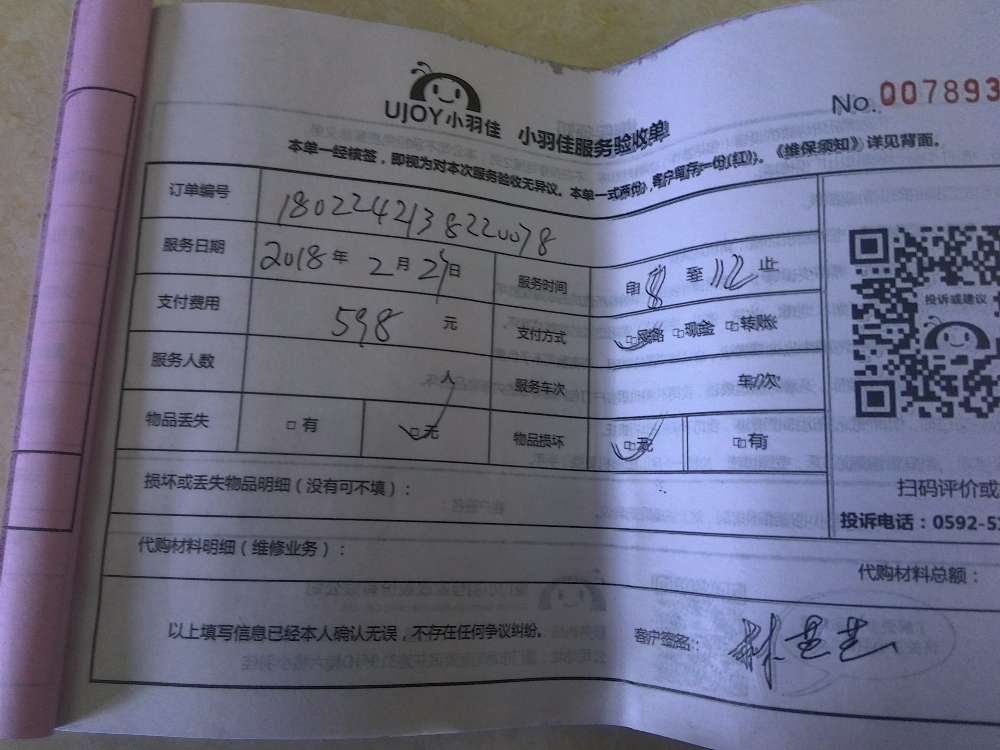 UJOY小羽佳 小羽佳服务验收单
No. 007893
本单一经核签，即视为对本次服务验收无异议。本单一式两份，客户留存一份(红)。《维保须知》详见背面。
订单编号 1802242138220078
服务日期 2018年2月2 日 服务时间 自8至112止
支付费用 598 元 支付方式 □网络 □现金 □转账
服务人数 人 服务车次 车/次
物品丢失 □有 □无 物品损坏 □无 □有
投诉或建议
扫码评价或
投诉电话：0592-5
损坏或丢失物品明细（没有可不填）：
代购材料明细（维修业务）：
代购材料总额：
以上填写信息已经本人确认无误，不存在任何争议纠纷。 客户签名：